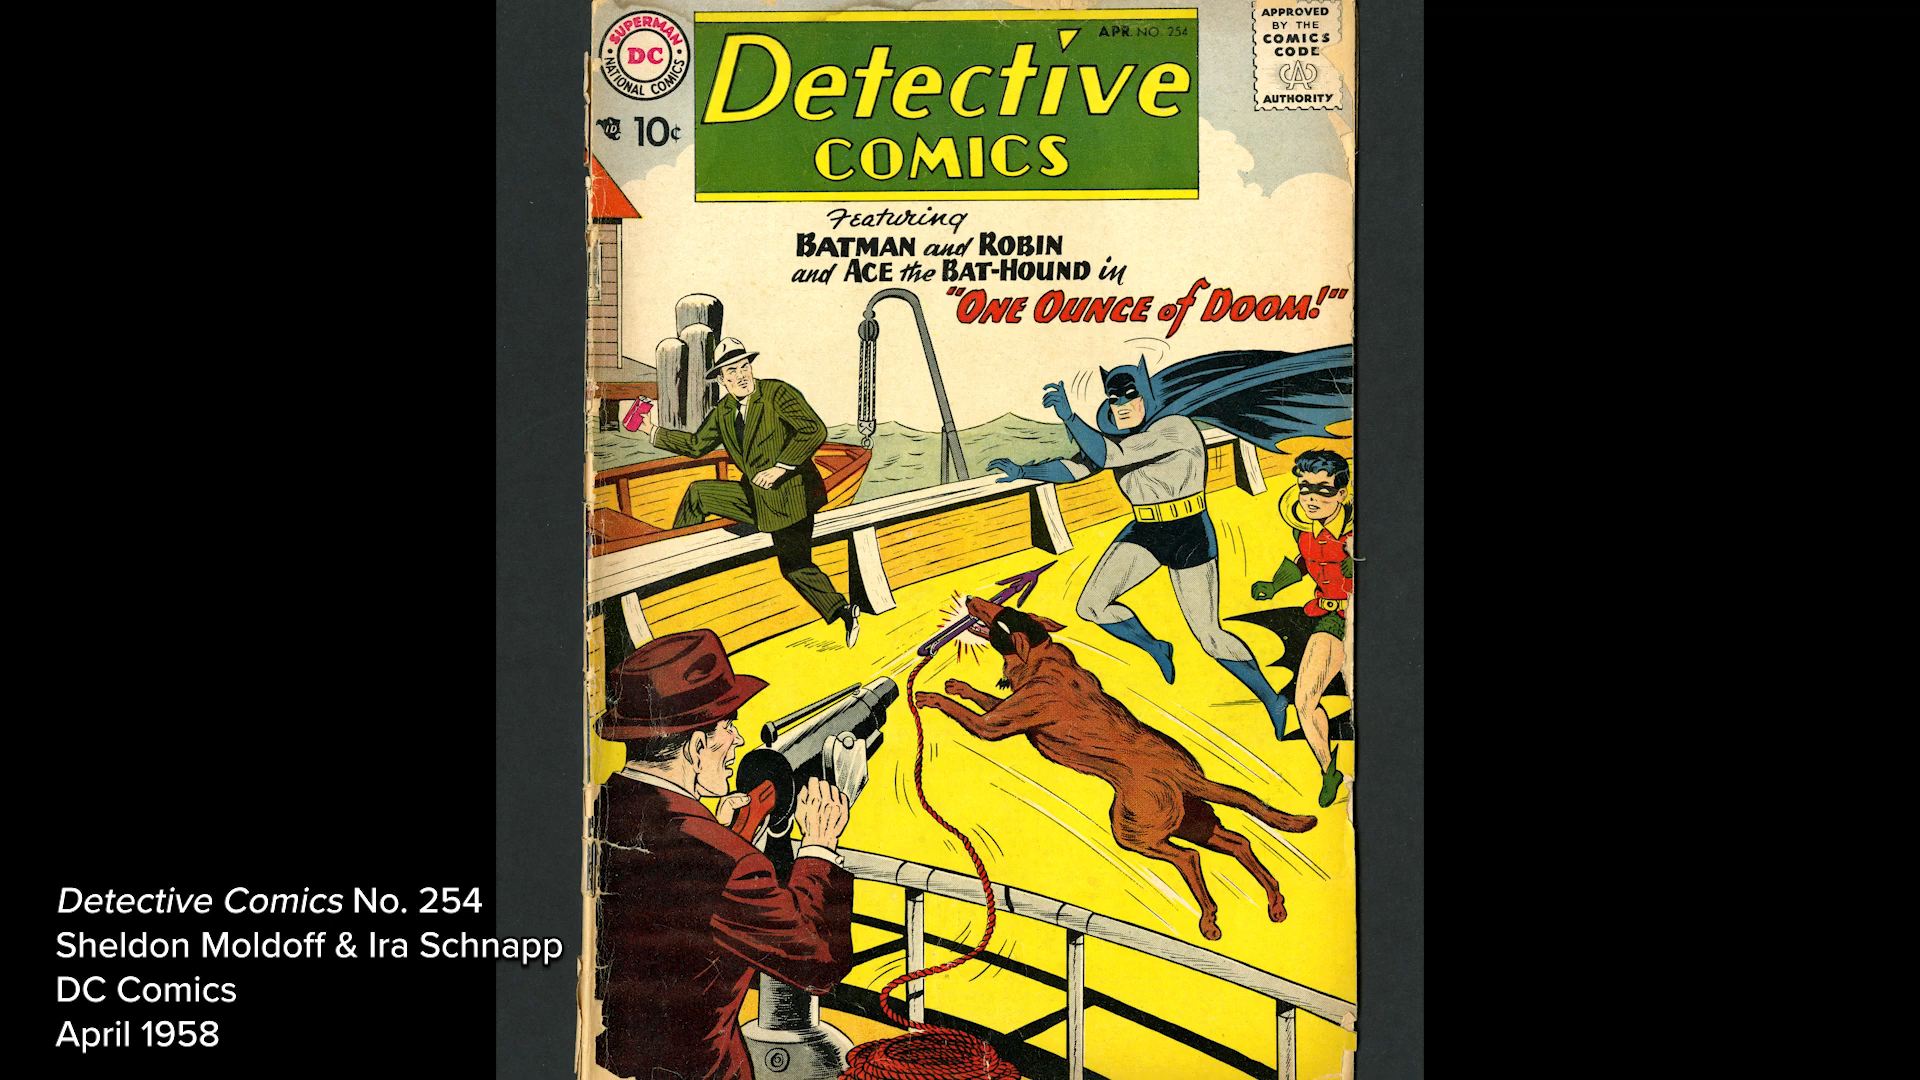 SUPERMAN
DC
NATIONAL COMICS
10¢
APR. NO. 254
Detective
COMICS
APPROVED
BY THE
COMICS
CODE
AUTHORITY
Featuring
BATMAN and ROBIN
and ACE the BAT-HOUND in
"ONE OUNCE of DOOM!"
Detective Comics No. 254
Sheldon Moldoff & Ira Schnapp
DC Comics
April 1958